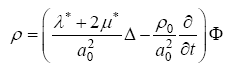 ρ = ( (λ* + 2μ*) / a₀² Δ − ρ₀ / a₀² ∂/∂t ) Φ